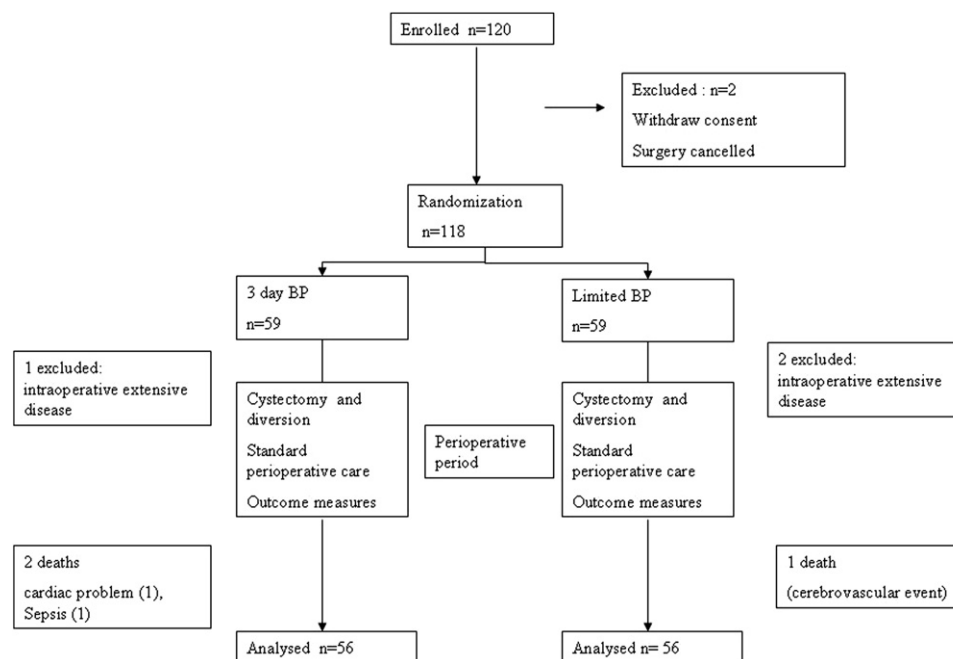 Enrolled n=120
Excluded : n=2
Withdraw consent
Surgery cancelled
Randomization
n=118
3 day BP
n=59
Limited BP
n=59
1 excluded:
intraoperative extensive
disease
2 excluded:
intraoperative extensive
disease
Cystectomy and
diversion
Standard
perioperative care
Outcome measures
Perioperative
period
Cystectomy and
diversion
Standard
perioperative care
Outcome measures
2 deaths
cardiac problem (1),
Sepsis (1)
1 death
(cerebrovascular event)
Analysed n=56
Analysed n= 56